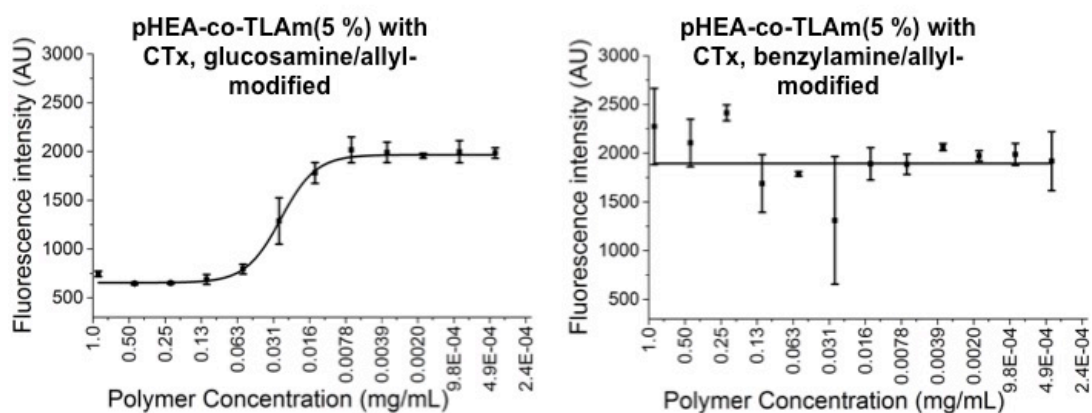 pHEA-co-TLAm(5 %) with
CTx, glucosamine/allyl-
modified
Fluorescence intensity (AU)
3000
2500
2000
1500
1000
500
1.0
0.50
0.25
0.13
0.063
0.031
0.016
0.0078
0.0039
0.0020
9.8E-04
4.9E-04
2.4E-04
Polymer Concentration (mg/mL)
pHEA-co-TLAm(5 %) with
CTx, benzylamine/allyl-
modified
Fluorescence intensity (AU)
3000
2500
2000
1500
1000
500
1.0
0.50
0.25
0.13
0.063
0.031
0.016
0.0078
0.0039
0.0020
9.8E-04
4.9E-04
2.4E-04
Polymer Concentration (mg/mL)